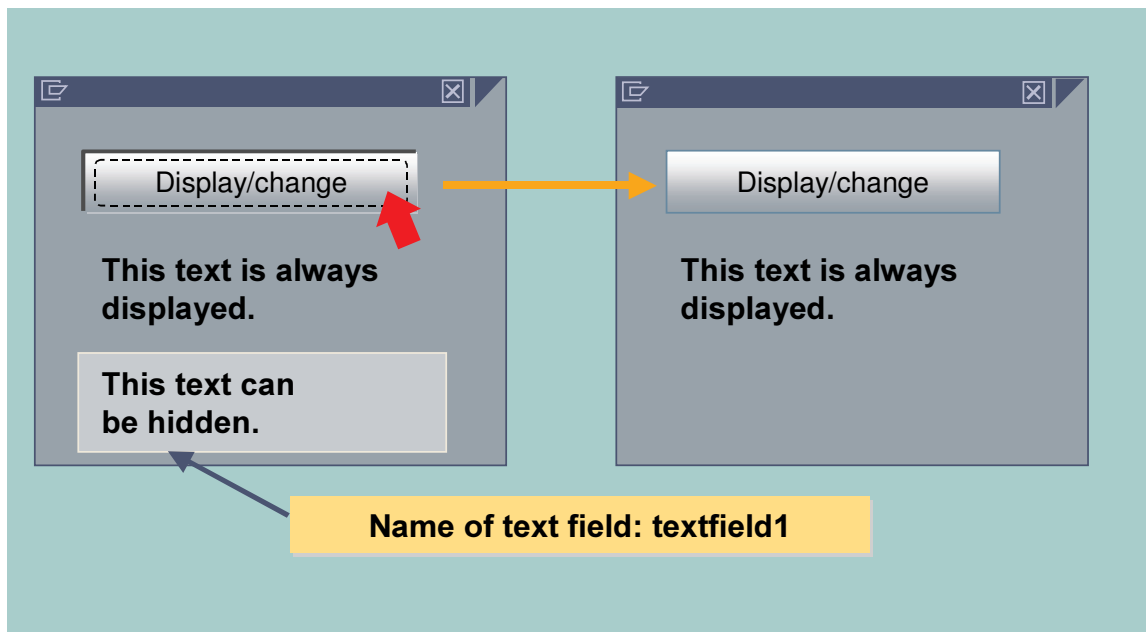 Display/change
This text is always
displayed.
This text can
be hidden.
Display/change
This text is always
displayed.
Name of text field: textfield1